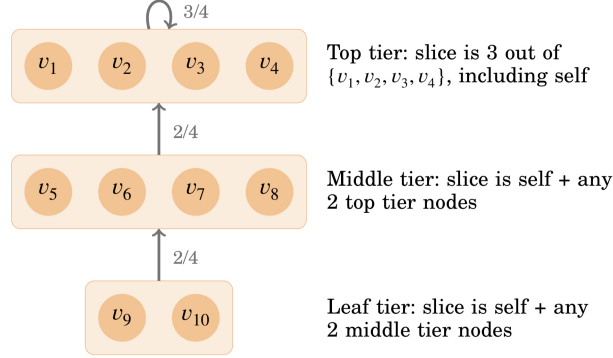 3/4
v₁ v₂ v₃ v₄
Top tier: slice is 3 out of
{v₁, v₂, v₃, v₄}, including self
2/4
v₅ v₆ v₇ v₈
Middle tier: slice is self + any
2 top tier nodes
2/4
v₉ v₁₀
Leaf tier: slice is self + any
2 middle tier nodes